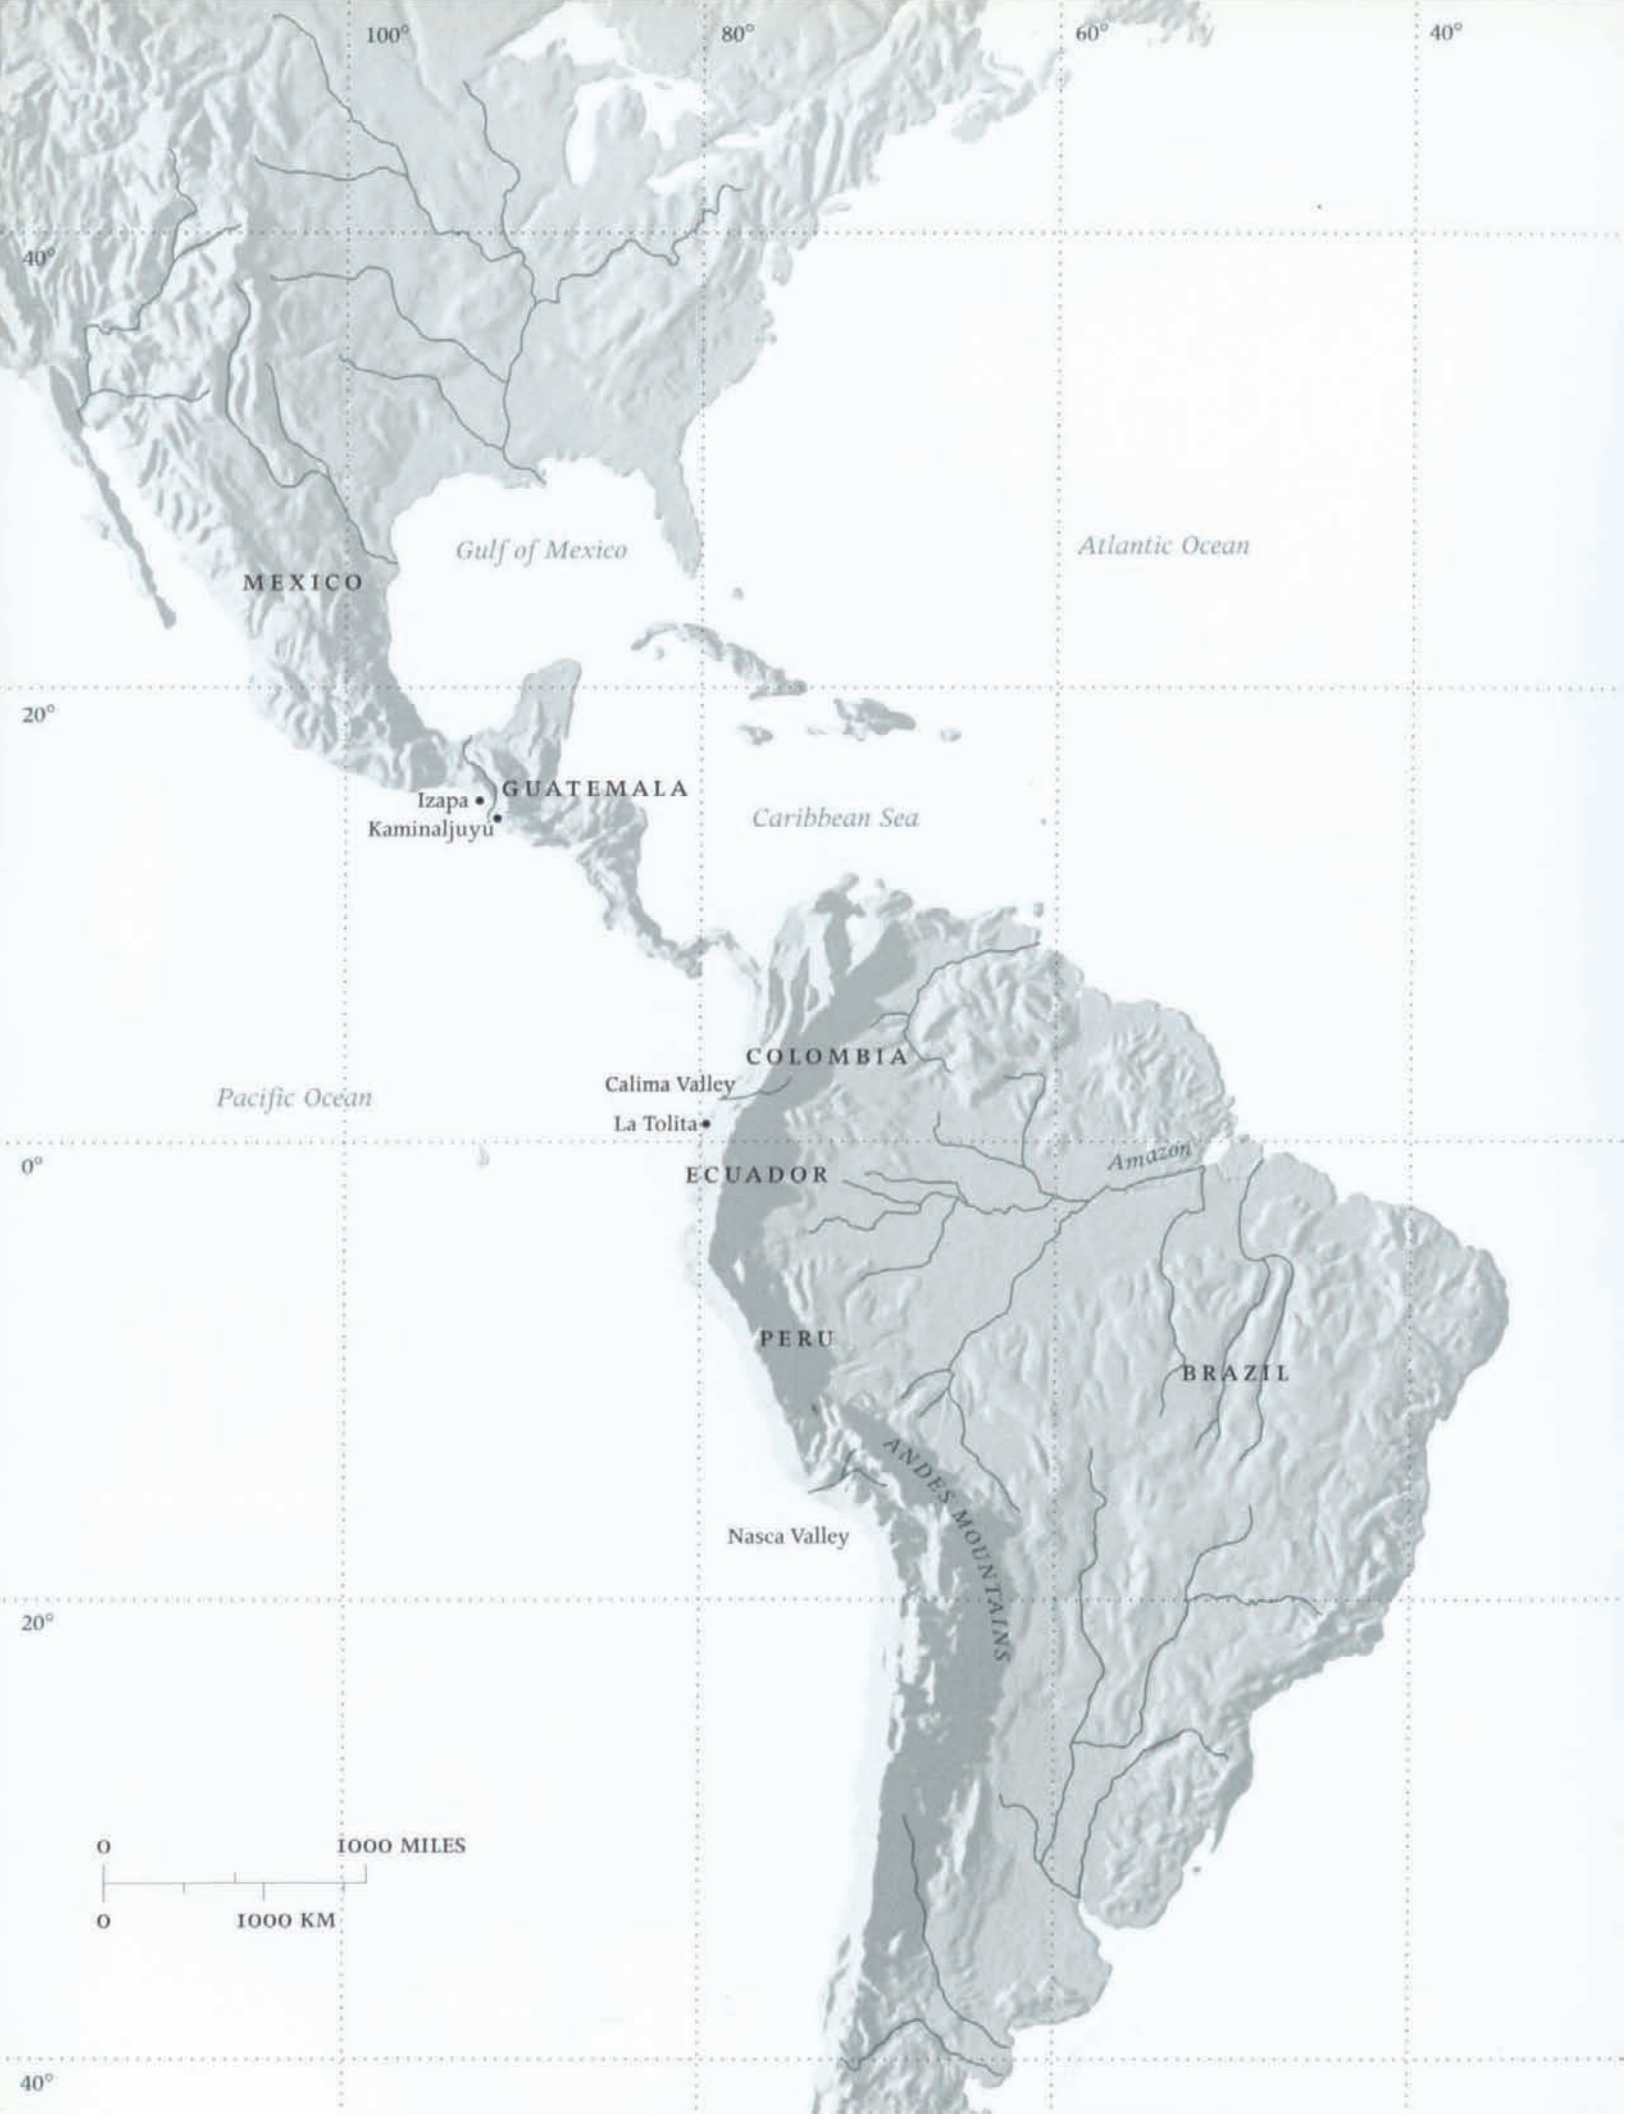 100° 80° 60° 40°
40°
Gulf of Mexico
Atlantic Ocean
MEXICO
20°
GUATEMALA
Izapa
Caribbean Sea
Kaminaljuyú
COLOMBIA
Calima Valley
Pacific Ocean
La Tolita
Amazon
0°
ECUADOR
PERU
BRAZIL
ANDES MOUNTAINS
Nasca Valley
20°
0 1000 MILES
0 1000 KM
40°